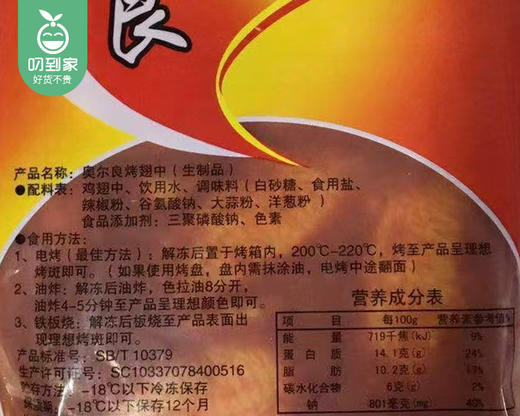 叨到家
好货不贵
良
产品名称：奥尔良烤翅中（生制品）
●配料表：鸡翅中、饮用水、调味料（白砂糖、食用盐、
辣椒粉、谷氨酸钠、大蒜粉、洋葱粉）
食品添加剂：三聚磷酸钠、色素
●食用方法：
1、电烤（最佳方法）：解冻后置于烤箱内，200℃-220℃，烤至产品呈理想
烤斑即可。（如果使用烤盘，盘内需抹涂油，电烤中途翻面）
2、油炸：解冻后油炸，色拉油8分开，
油炸4-5分钟至产品呈理想颜色即可。
3、铁板烧：解冻后板烧至产品表面出
现理想烤斑即可。
产品标准号：SB/T 10379
生产许可证号：SC10337078400516
贮存方法：-18℃以下冷冻保存
-18℃以下保存12个月
营养成分表
项 目 每100g 营养素参考值%
能 量 719千焦(kJ) 9%
蛋 白 质 14.1克(g) 24%
脂 肪 10.2克(g)
碳水化合物 6克(g) 2%
钠 801毫克(mg) 40%